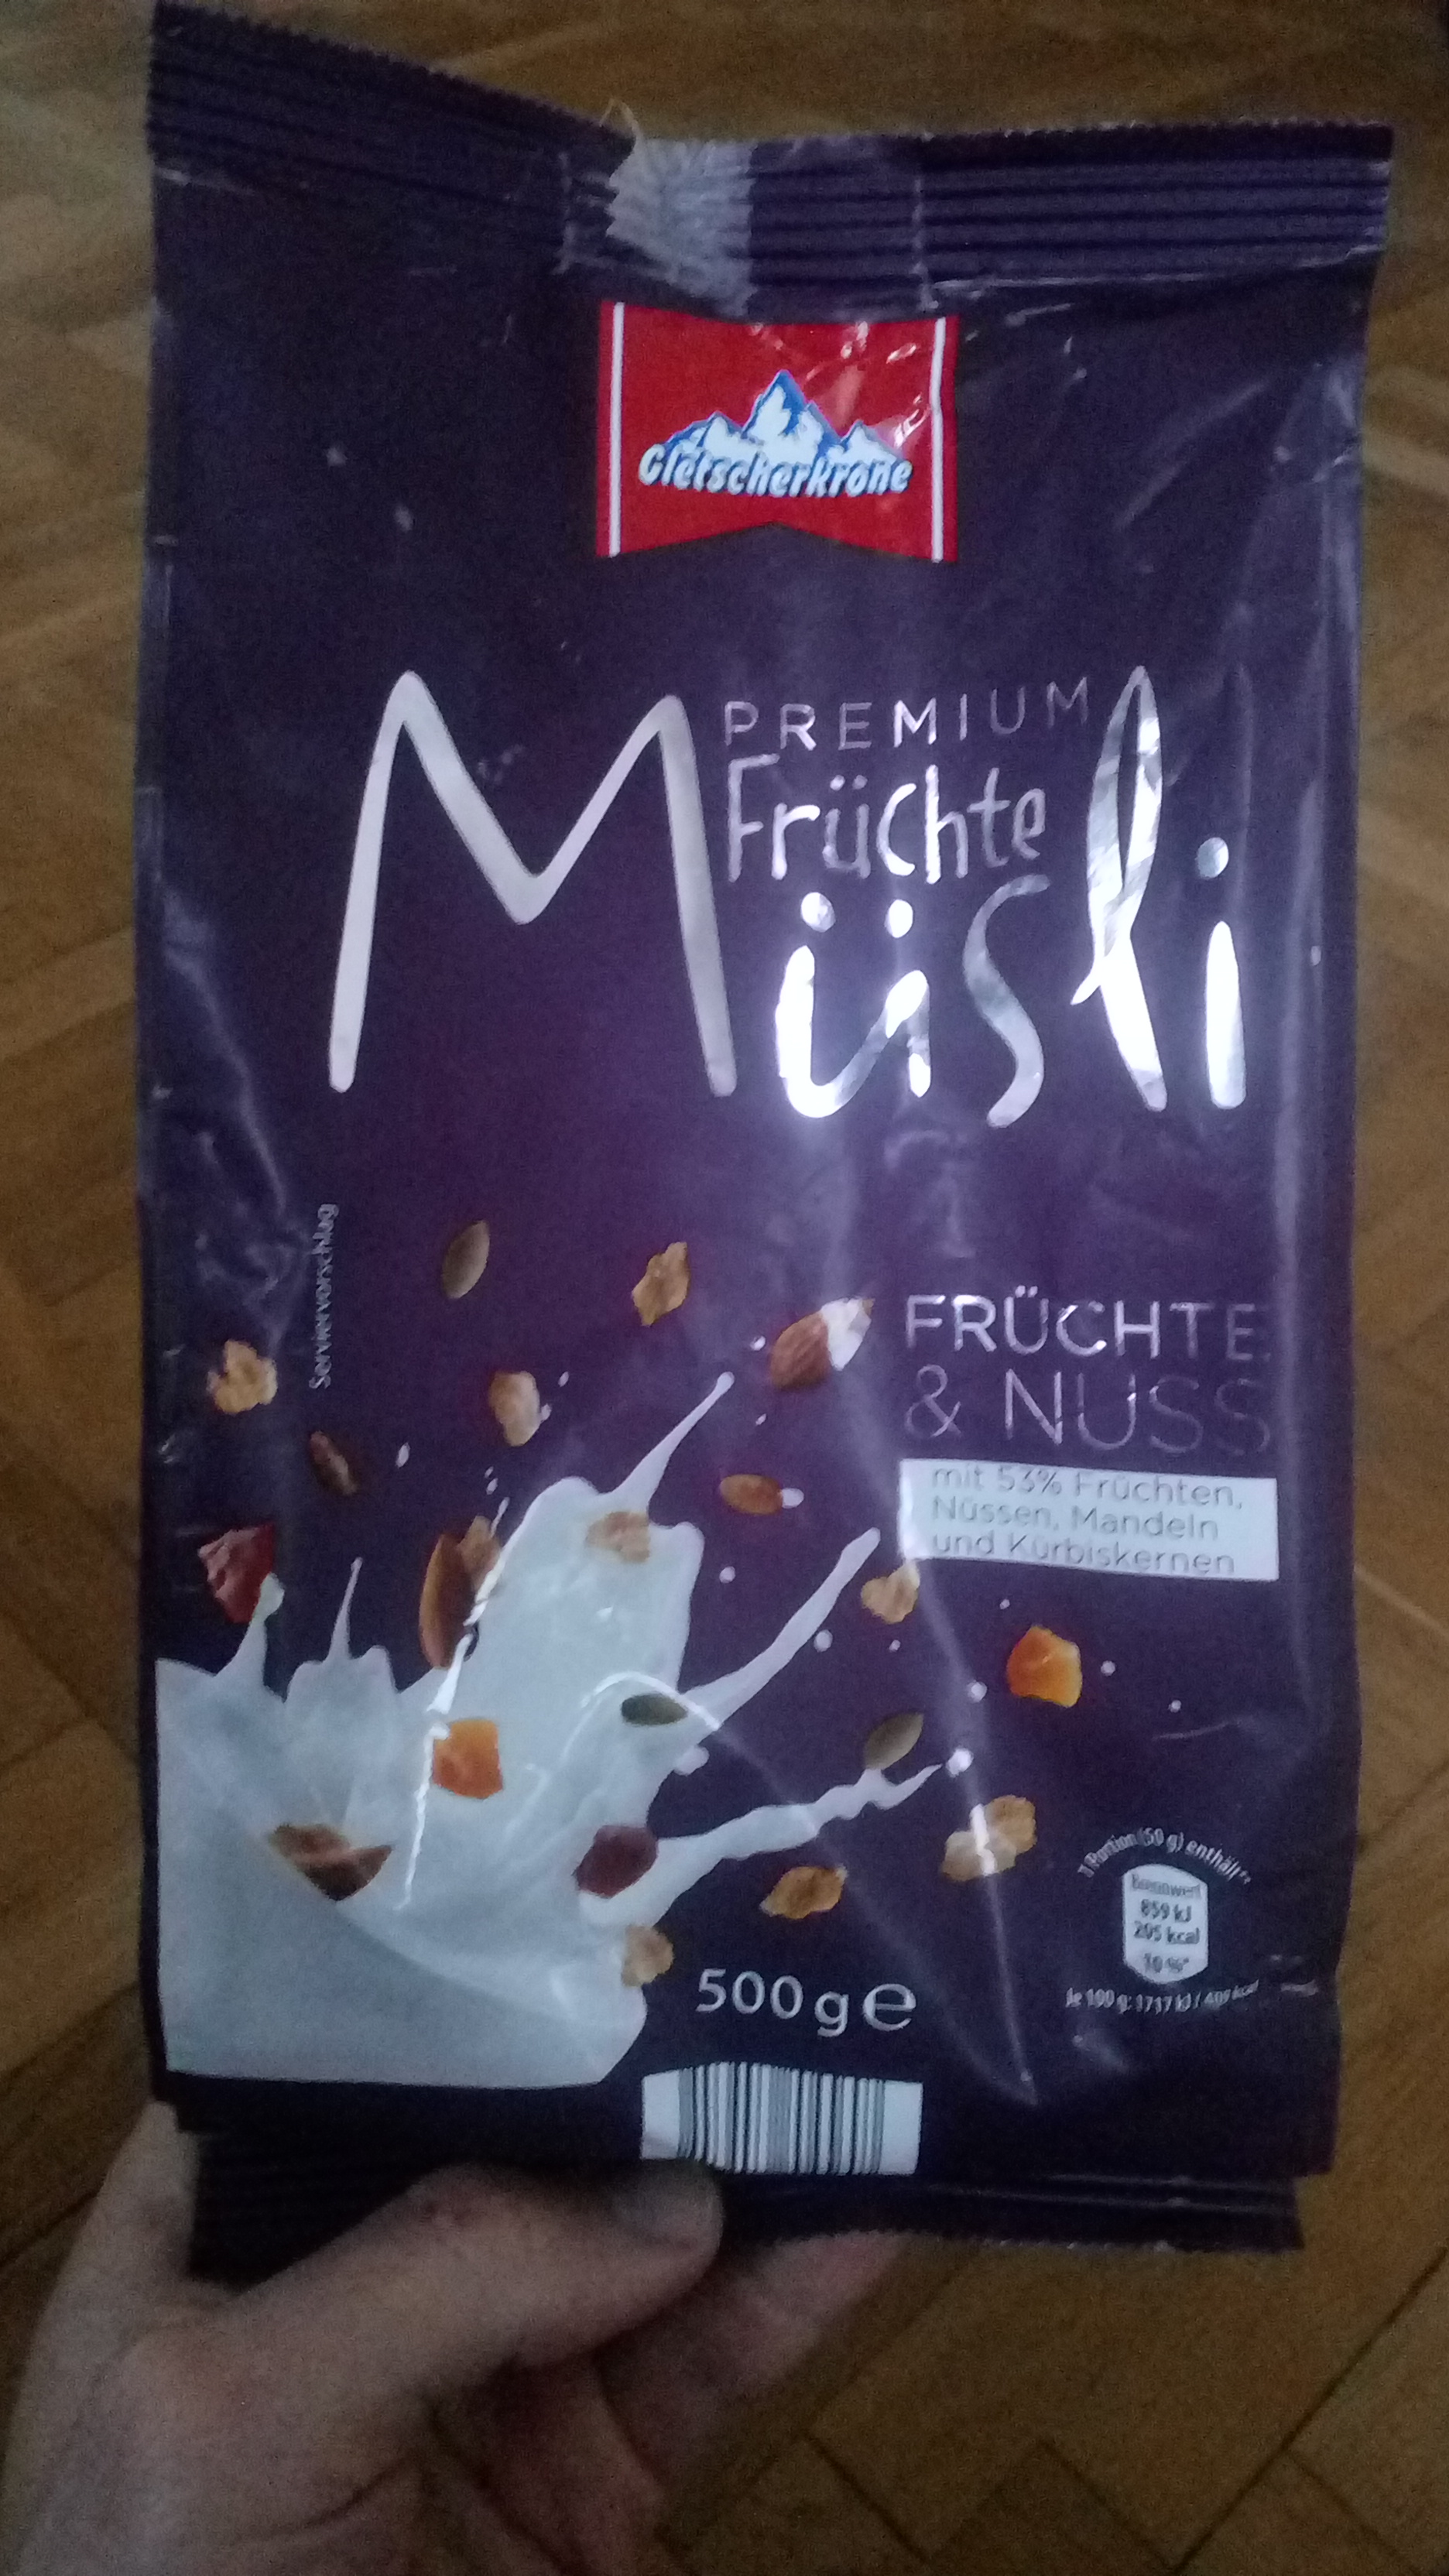 Gletscherkrone
PREMIUM
Früchte
Müsli
Serviervorschlag
FRÜCHTE
& NUSS
mit 53% Früchten,
Nüssen, Mandeln
und Kürbiskernen
1 Portion (50 g) enthält**
Brennwert
859 kJ
205 kcal
10 %*
je 100 g: 1717 kJ / 409 kcal
500 g e